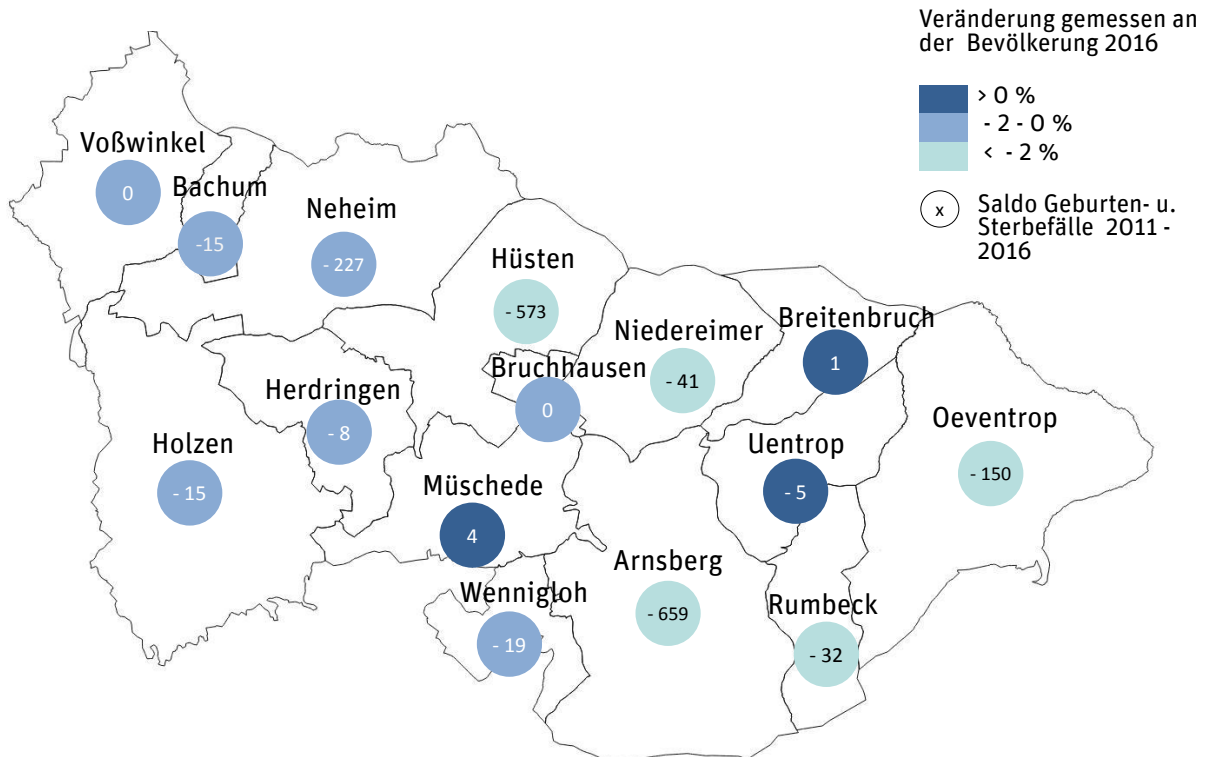 Veränderung gemessen an
der Bevölkerung 2016
> 0 %
- 2 - 0 %
< - 2 %
x
Saldo Geburten- u.
Sterbefälle 2011 -
2016
Voßwinkel
0
Bachum
-15
Neheim
- 227
Hüsten
- 573
Niedereimer
- 41
Breitenbruch
1
Bruchhausen
0
Herdringen
- 8
Holzen
- 15
Müschede
4
Uentrop
- 5
Oeventrop
- 150
Arnsberg
- 659
Wennigloh
- 19
Rumbeck
- 32